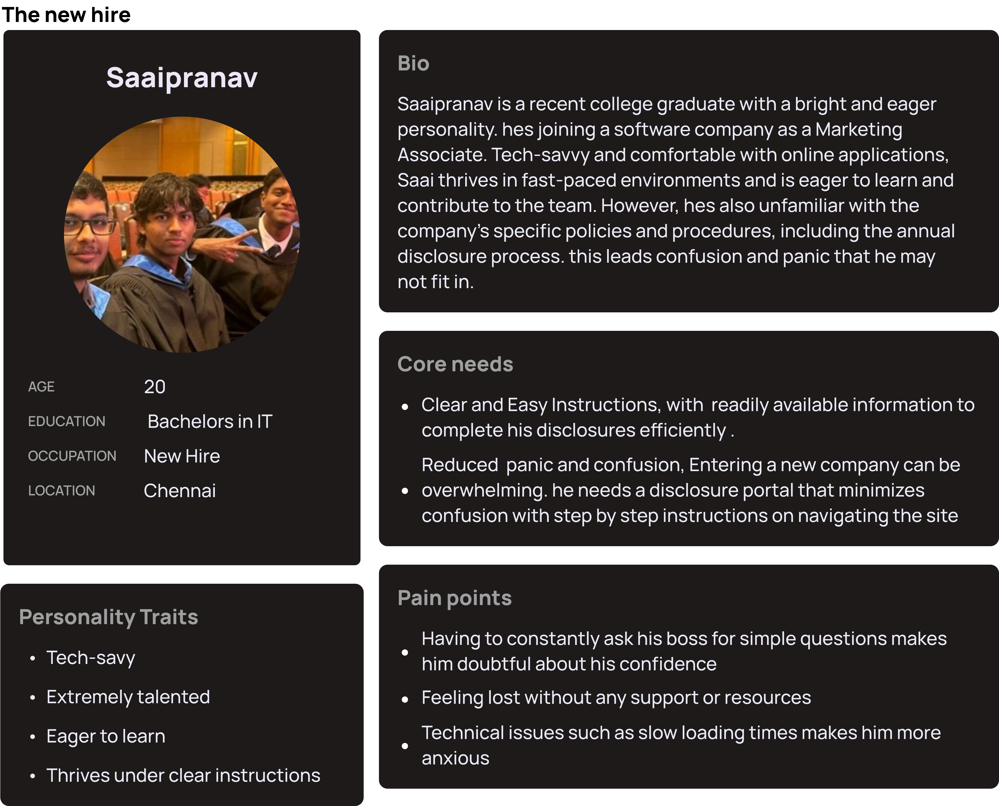 The new hire
Saaipranav
AGE 20
EDUCATION Bachelors in IT
OCCUPATION New Hire
LOCATION Chennai
Personality Traits
• Tech-savy
• Extremely talented
• Eager to learn
• Thrives under clear instructions
Bio
Saaipranav is a recent college graduate with a bright and eager
personality. hes joining a software company as a Marketing
Associate. Tech-savvy and comfortable with online applications,
Saai thrives in fast-paced environments and is eager to learn and
contribute to the team. However, hes also unfamiliar with the
company’s specific policies and procedures, including the annual
disclosure process. this leads confusion and panic that he may
not fit in.
Core needs
• Clear and Easy Instructions, with  readily available information to
complete his disclosures efficiently .
Reduced  panic and confusion, Entering a new company can be
• overwhelming. he needs a disclosure portal that minimizes
confusion with step by step instructions on navigating the site
Pain points
• Having to constantly ask his boss for simple questions makes
him doubtful about his confidence
• Feeling lost without any support or resources
• Technical issues such as slow loading times makes him more
anxious